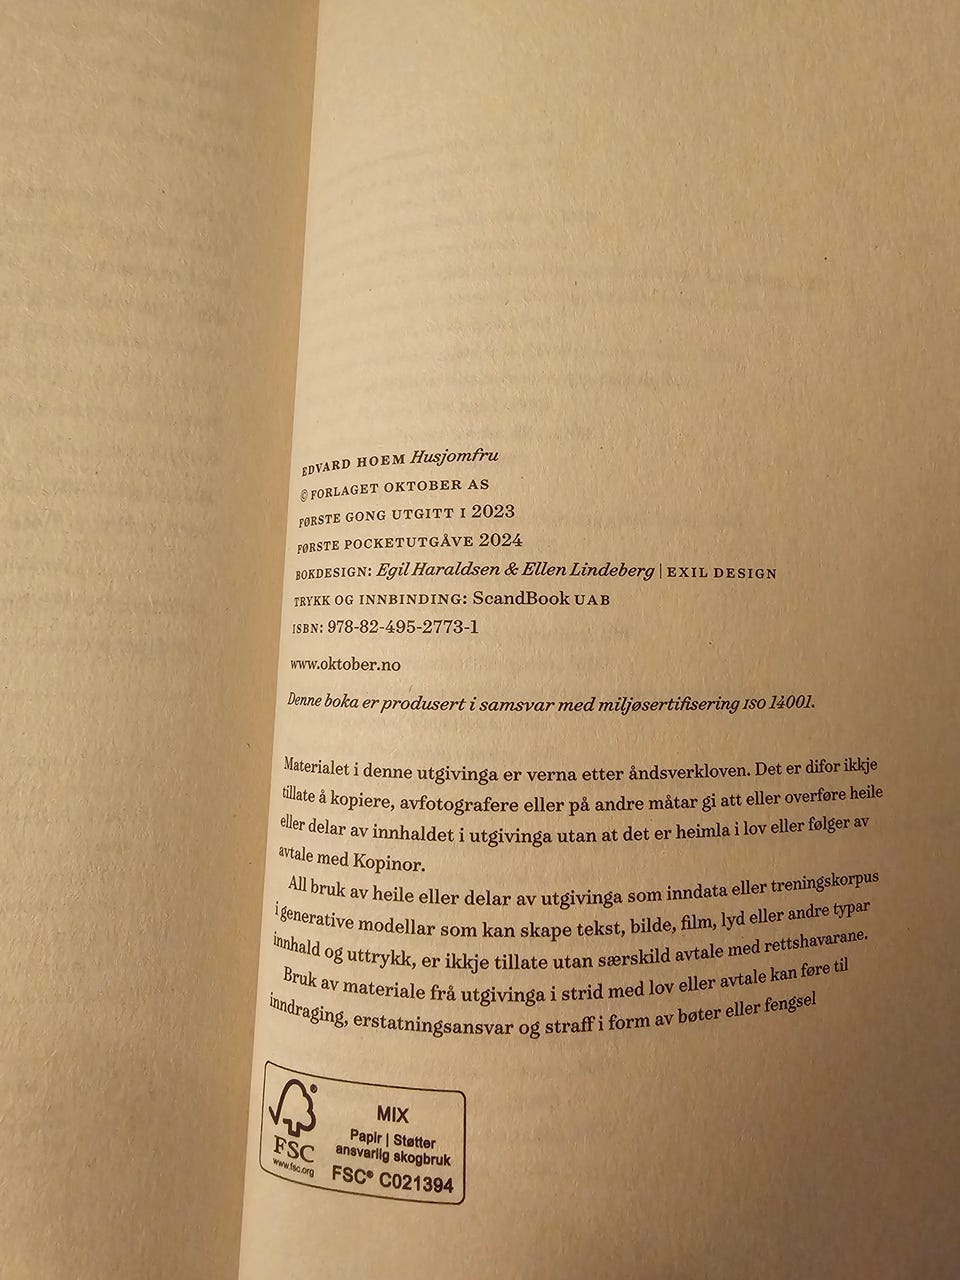 EDVARD HOEM Husjomfru
© FORLAGET OKTOBER AS
FØRSTE GONG UTGITT I 2023
FØRSTE POCKETUTGÅVE 2024
BOKDESIGN: Egil Haraldsen & Ellen Lindeberg | EXIL DESIGN
TRYKK OG INNBINDING: ScandBook UAB
ISBN: 978-82-495-2773-1
www.oktober.no
Denne boka er produsert i samsvar med miljøsertifisering ISO 14001.
Materialet i denne utgivinga er verna etter åndsverkloven. Det er difor ikkje
tillate å kopiere, avfotografere eller på andre måtar gi att eller overføre heile
eller delar av innhaldet i utgivinga utan at det er heimla i lov eller følger av
avtale med Kopinor.
All bruk av heile eller delar av utgivinga som inndata eller treningskorpus
i generative modellar som kan skape tekst, bilde, film, lyd eller andre typar
innhald og uttrykk, er ikkje tillate utan særskild avtale med rettshavarane.
Bruk av materiale frå utgivinga i strid med lov eller avtale kan føre til
inndraging, erstatningsansvar og straff i form av bøter eller fengsel
FSC
www.fsc.org
MIX
Papir | Støtter
ansvarlig skogbruk
FSC® C021394